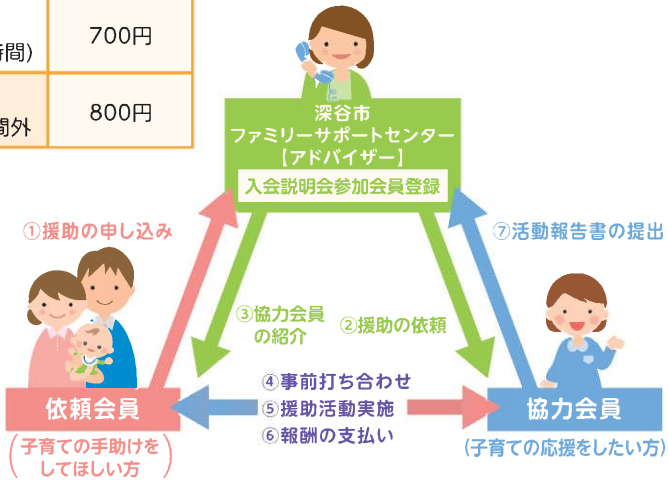 時間)
700円
間外
800円
深谷市
ファミリーサポートセンター
【アドバイザー】
入会説明会参加会員登録
①援助の申し込み
⑦活動報告書の提出
③協力会員
の紹介
②援助の依頼
④事前打ち合わせ
⑤援助活動実施
⑥報酬の支払い
依頼会員
(子育ての手助けを
してほしい方)
協力会員
(子育ての応援をしたい方)